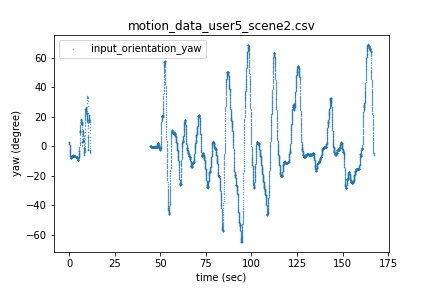 motion_data_user5_scene2.csv
input_orientation_yaw
yaw (degree)
60
40
20
0
−20
−40
−60
0 25 50 75 100 125 150 175
time (sec)